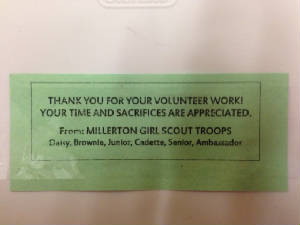 THANK YOU FOR YOUR VOLUNTEER WORK!
YOUR TIME AND SACRIFICES ARE APPRECIATED.
From: MILLERTON GIRL SCOUT TROOPS
Daisy, Brownie, Junior, Cadette, Senior, Ambassador